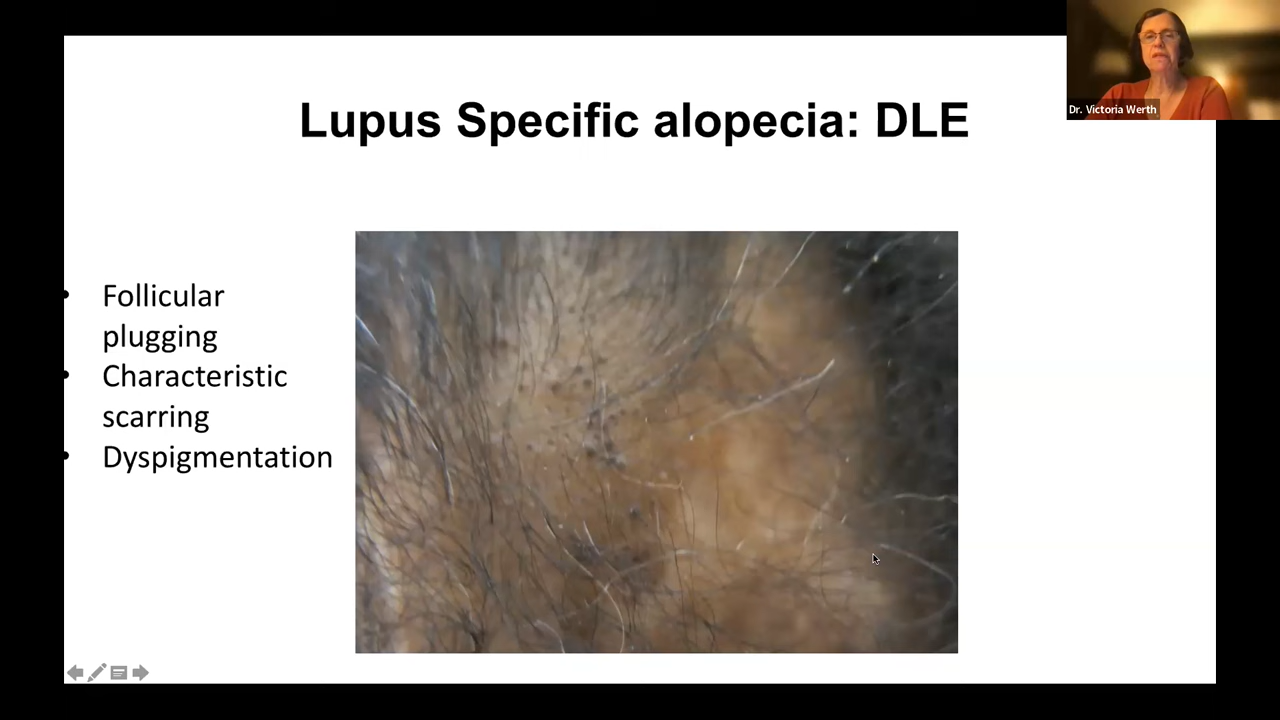 Dr. Victoria Werth
Lupus Specific alopecia: DLE
• Follicular
plugging
• Characteristic
scarring
• Dyspigmentation